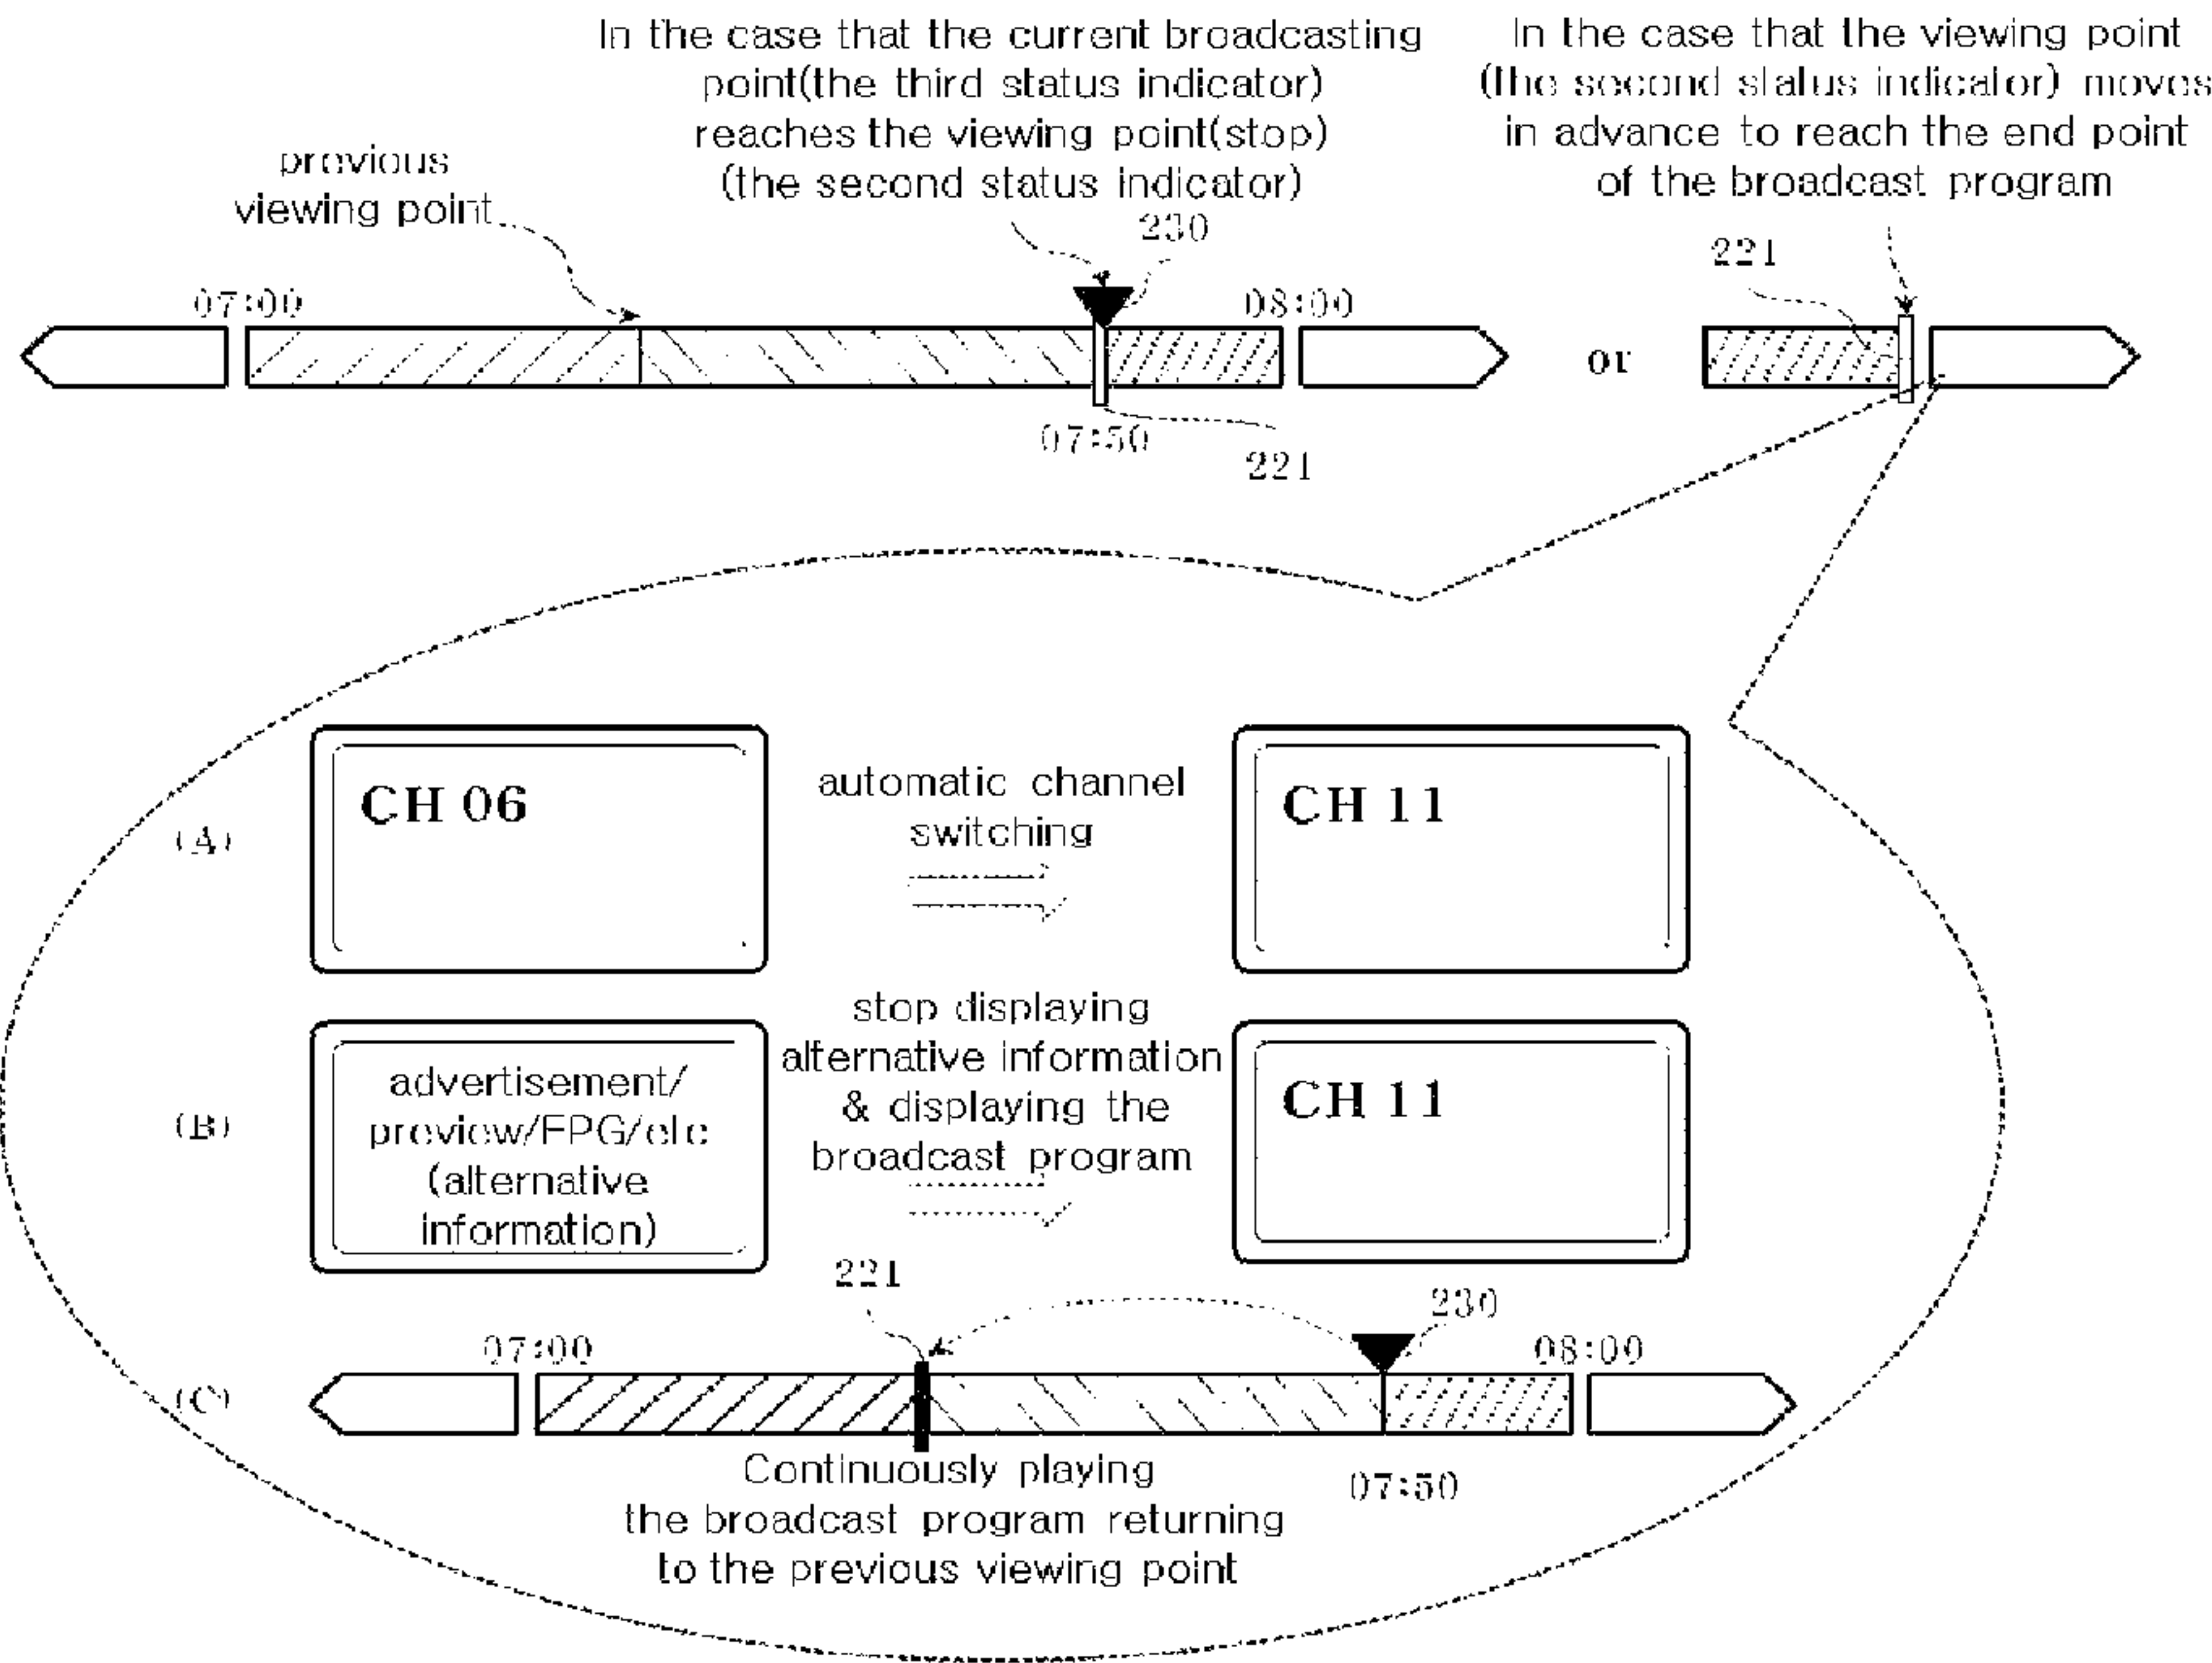 In the case that the current broadcasting
point(the third status indicator)
reaches the viewing point(stop)
(the second status indicator)
In the case that the viewing point
(the second status indicator) moves
in advance to reach the end point
of the broadcast program
previous
viewing point
230
221
07:00
08:00
or
07:50
221
(A)
CH 06
automatic channel
switching
CH 11
(B)
advertisement/
preview/EPG/etc
(alternative
information)
stop displaying
alternative information
& displaying the
broadcast program
CH 11
221
230
07:00
08:00
(C)
Continuously playing
the broadcast program returning
to the previous viewing point
07:50